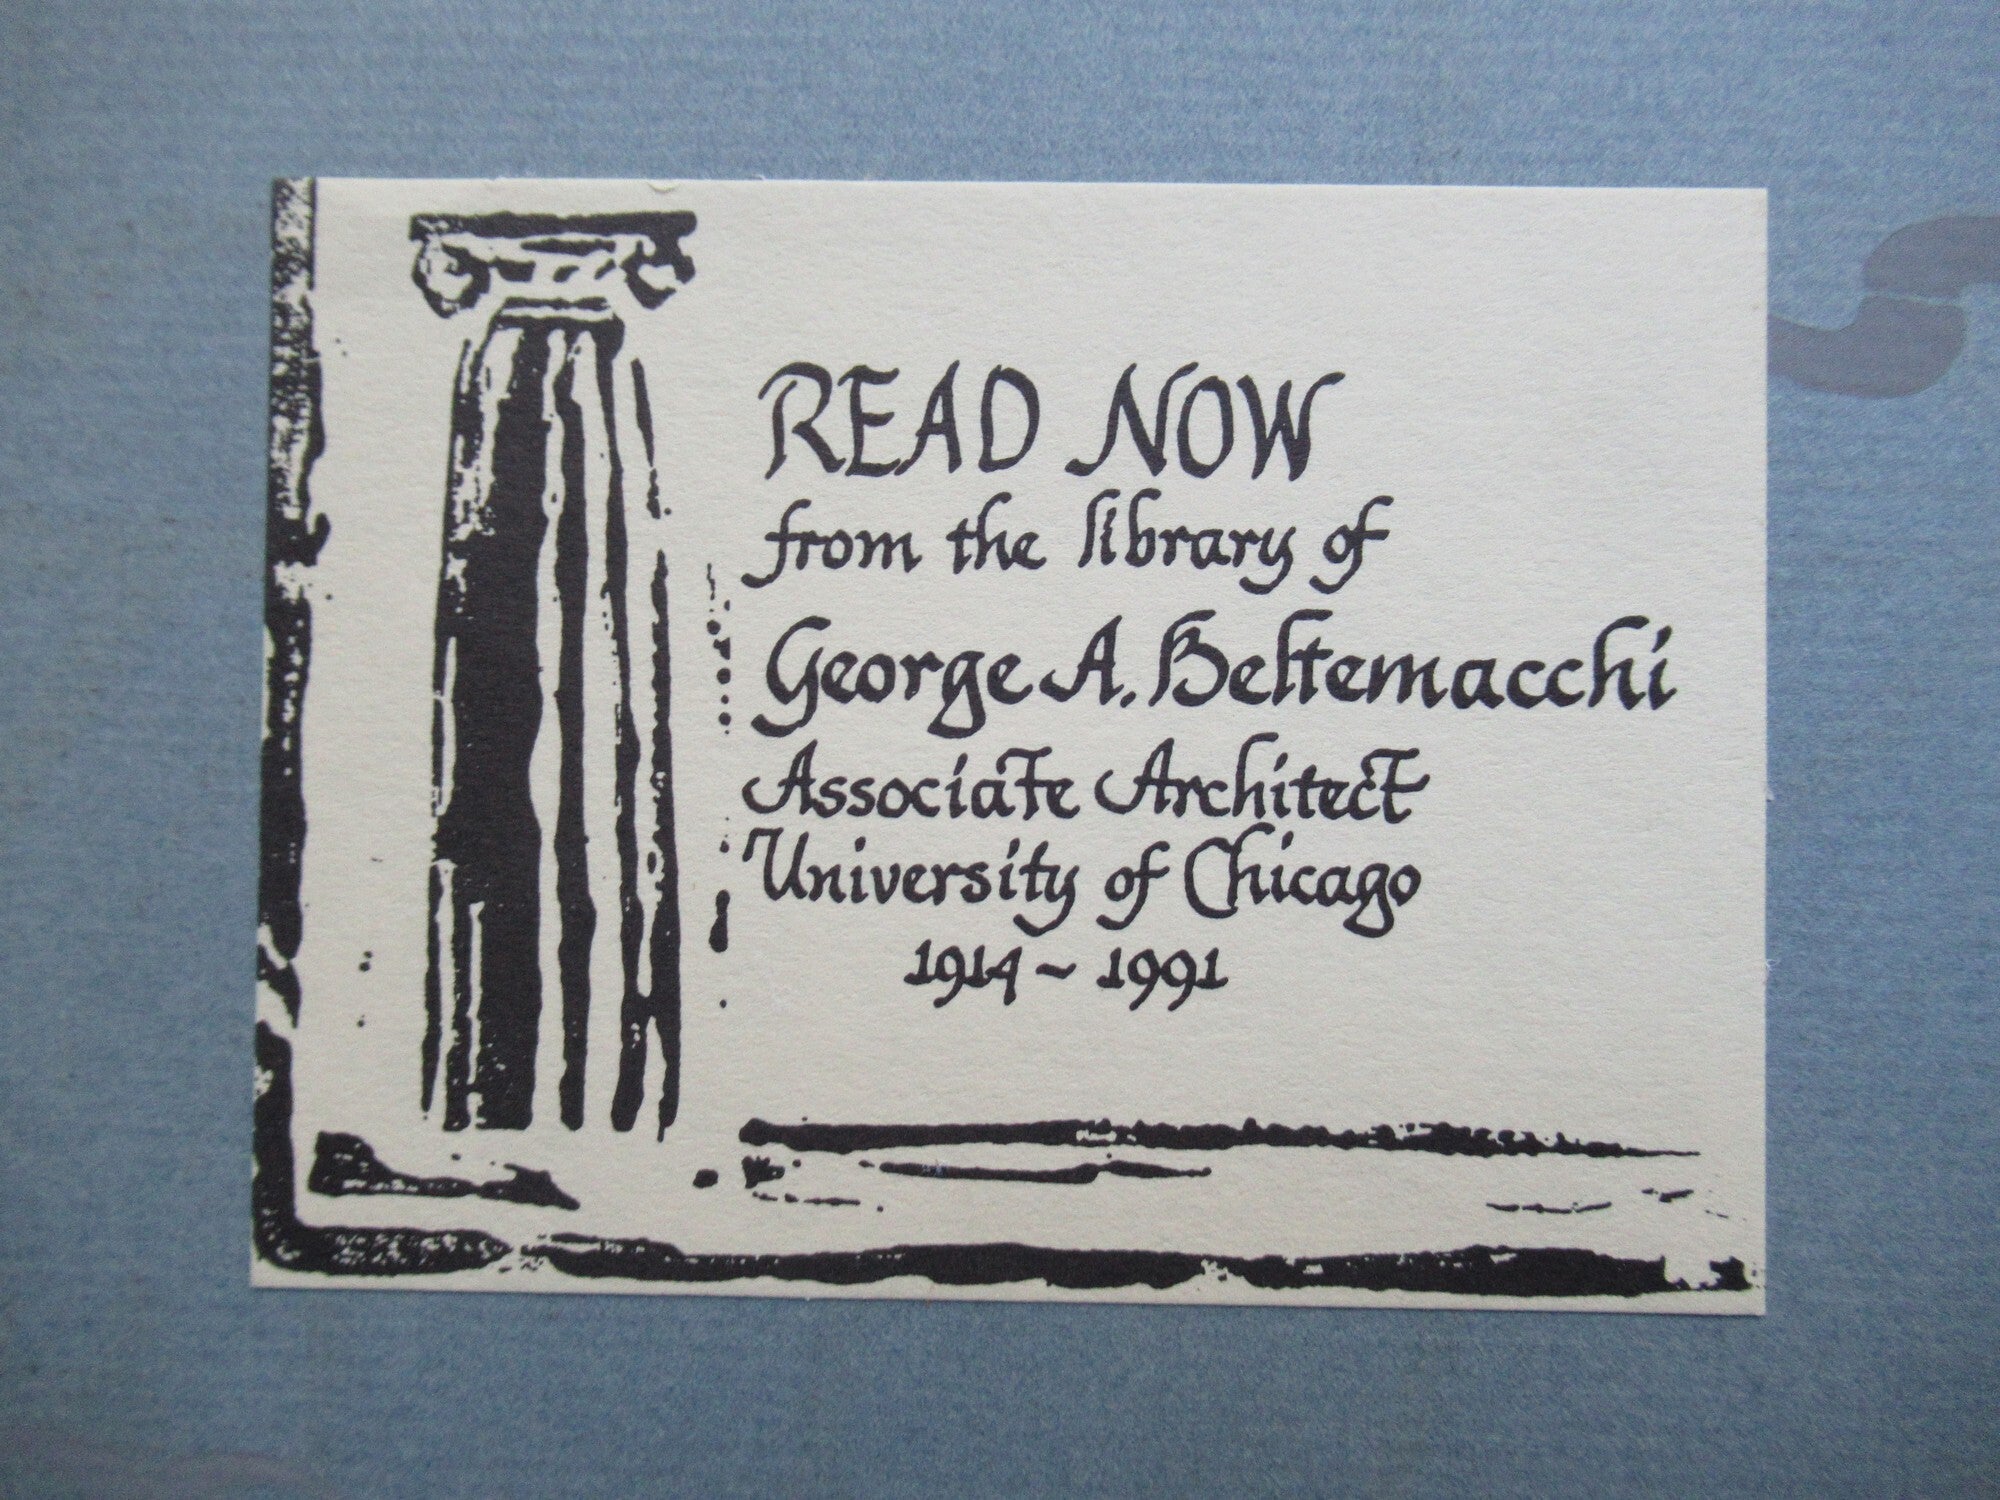 READ NOW
from the library of
George A. Beltemacchi
Associate Architect
University of Chicago
1914 ~ 1991